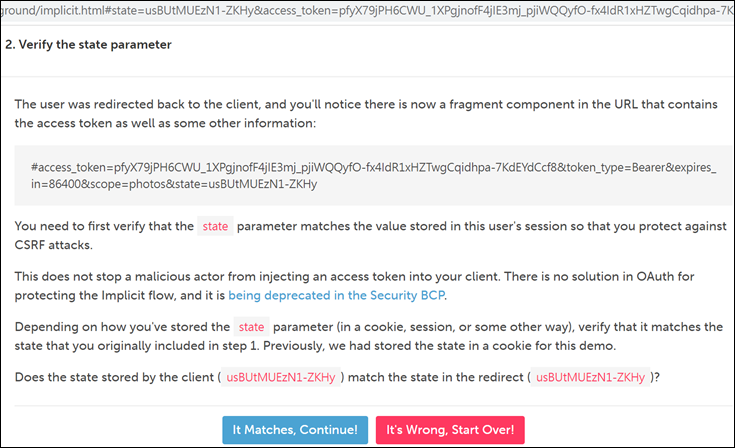 ground/implicit.html#state=usBUtMUEzN1-ZKHy&access_token=pfyX79jPH6CWU_1XPgjnofF4jIE3mj_pjiWQQyfO-fx4IdR1xHZTwgCqidhpa-7K
2. Verify the state parameter
The user was redirected back to the client, and you'll notice there is now a fragment component in the URL that contains
the access token as well as some other information:
#access_token=pfyX79jPH6CWU_1XPgjnofF4jIE3mj_pjiWQQyfO-fx4IdR1xHZTwgCqidhpa-7KdEYdCcf8&token_type=Bearer&expires_
in=86400&scope=photos&state=usBUtMUEzN1-ZKHy
You need to first verify that the state parameter matches the value stored in this user's session so that you protect against
CSRF attacks.
This does not stop a malicious actor from injecting an access token into your client. There is no solution in OAuth for
protecting the Implicit flow, and it is being deprecated in the Security BCP.
Depending on how you've stored the state parameter (in a cookie, session, or some other way), verify that it matches the
state that you originally included in step 1. Previously, we had stored the state in a cookie for this demo.
Does the state stored by the client ( usBUtMUEzN1-ZKHy ) match the state in the redirect ( usBUtMUEzN1-ZKHy )?
It Matches, Continue! It's Wrong, Start Over!